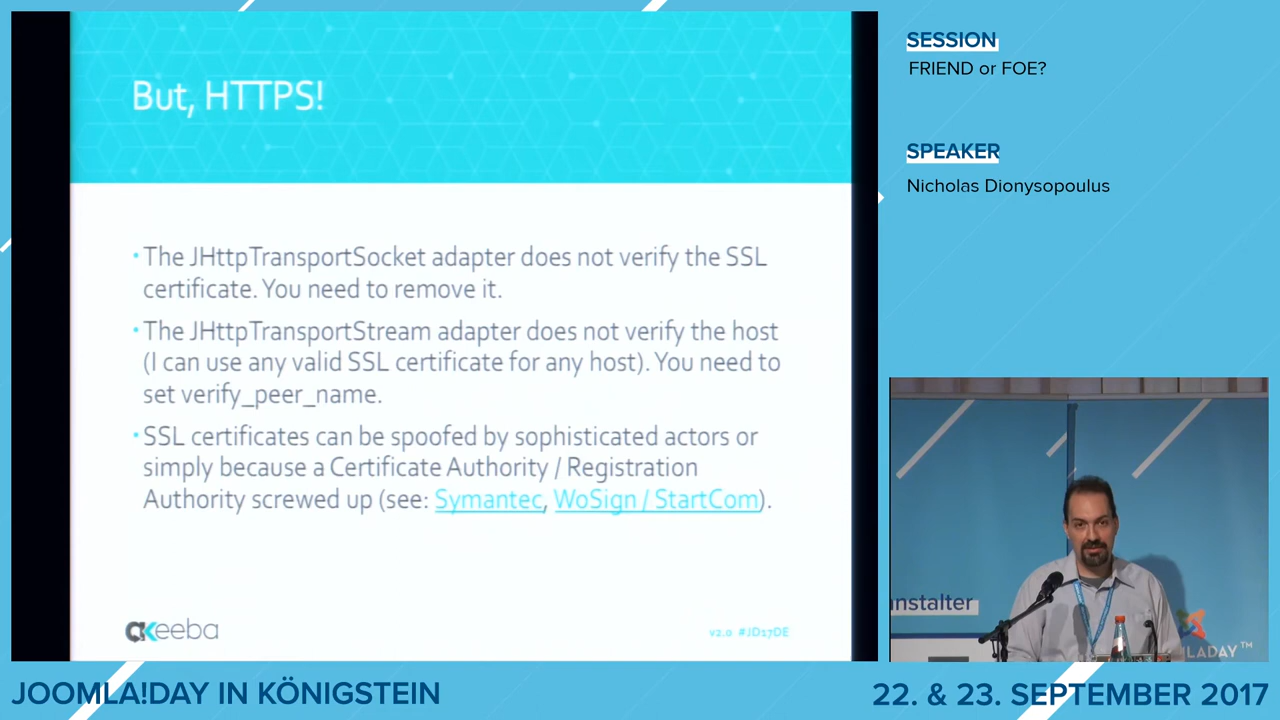 But, HTTPS!
• The JHttpTransportSocket adapter does not verify the SSL
certificate. You need to remove it.
• The JHttpTransportStream adapter does not verify the host
(I can use any valid SSL certificate for any host). You need to
set verify_peer_name.
• SSL certificates can be spoofed by sophisticated actors or
simply because a Certificate Authority / Registration
Authority screwed up (see: Symantec, WoSign / StartCom).
akeeba
v2.0 #JD17DE
SESSION
FRIEND or FOE?
SPEAKER
Nicholas Dionysopoulus
nstalter
LADAY™
JOOMLA!DAY IN KÖNIGSTEIN
22. & 23. SEPTEMBER 2017